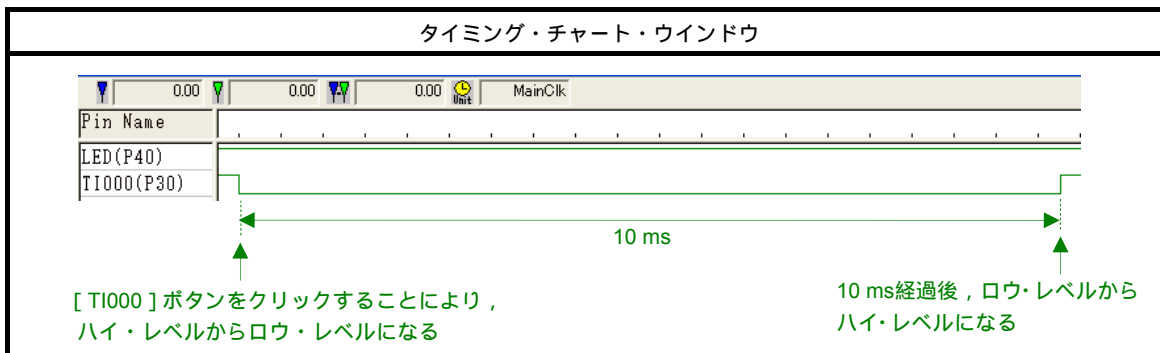 タイミング・チャート・ウインドウ
0.00 0.00 0.00 Unit MainClk
Pin Name
LED(P40)
TI000(P30)
10 ms
[ TI000 ] ボタンをクリックすることにより，
ハイ・レベルからロウ・レベルになる
10 ms経過後，ロウ・レベルから
ハイ・レベルになる